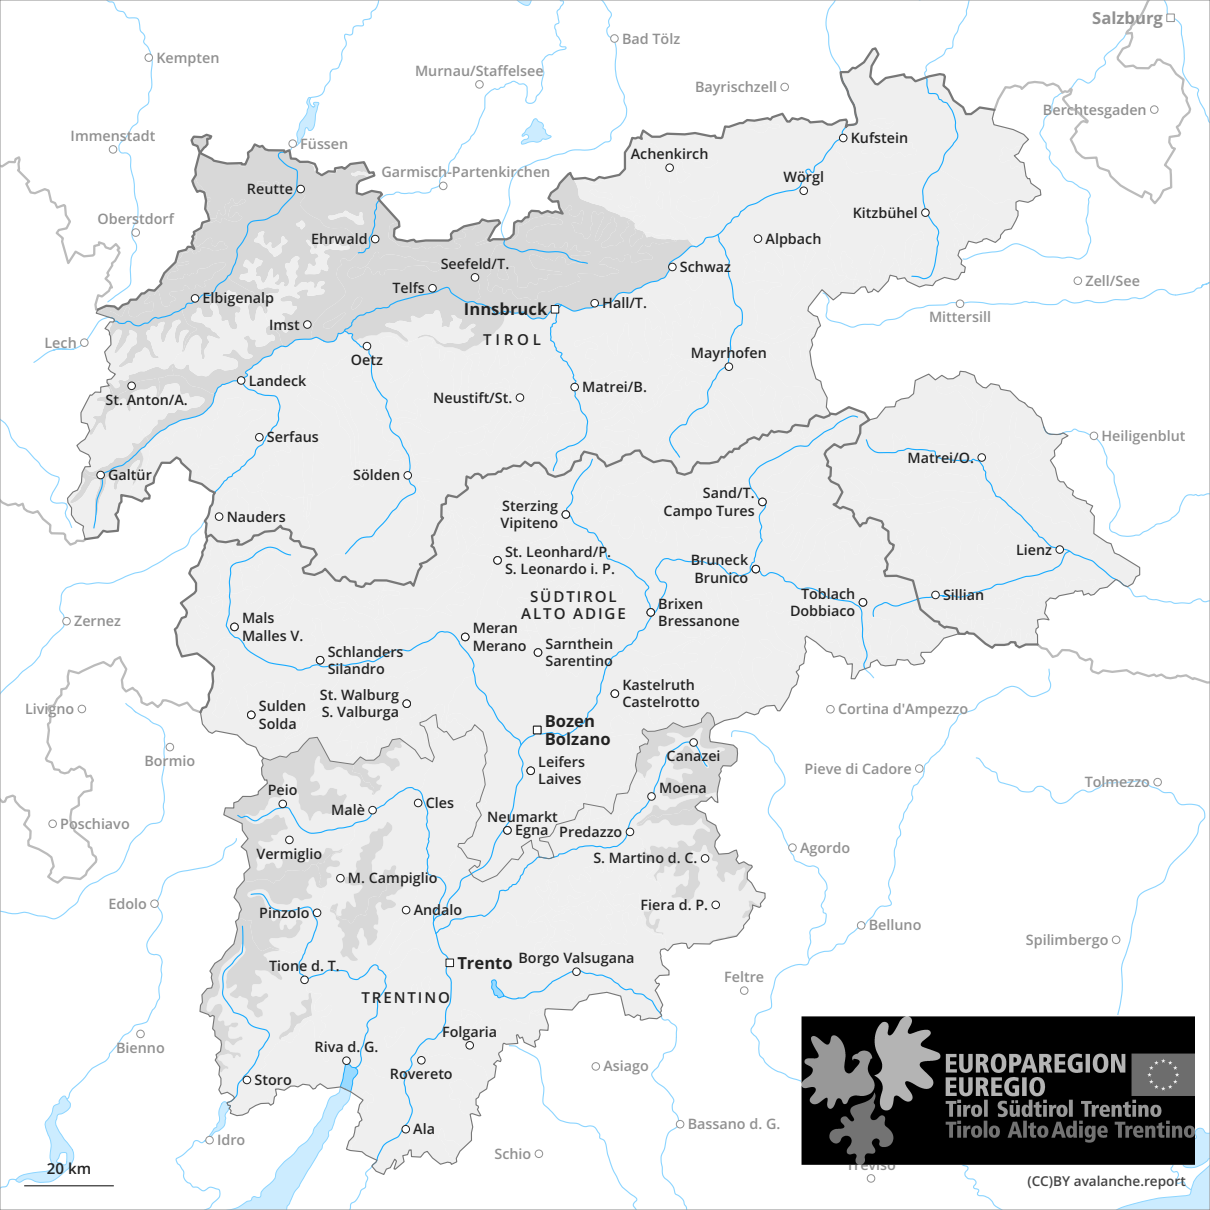 Salzburg
Bad Tölz
Kempten
Murnau/Staffelsee
Bayrischzell
Berchtesgaden
Immenstadt
Füssen
Kufstein
Achenkirch
Garmisch-Partenkirchen
Wörgl
Reutte
Oberstdorf
Kitzbühel
Ehrwald
Alpbach
Seefeld/T.
Schwaz
Zell/See
Telfs
Elbigenalp
Hall/T.
Innsbruck
Mittersill
Imst
TIROL
Lech
Mayrhofen
Oetz
Landeck
Matrei/B.
St. Anton/A.
Neustift/St.
Serfaus
Heiligenblut
Matrei/O.
Galtür
Sölden
Sand/T.
Campo Tures
Sterzing
Vipiteno
Nauders
Lienz
St. Leonhard/P.
S. Leonardo i. P.
Bruneck
Brunico
SÜDTIROL
ALTO ADIGE
Toblach
Dobbiaco
Sillian
Brixen
Bressanone
Zernez
Mals
Malles V.
Meran
Merano
Sarnthein
Sarentino
Schlanders
Silandro
Kastelruth
Castelrotto
St. Walburg
S. Valburga
Livigno
Sulden
Solda
Cortina d'Ampezzo
Bozen
Bolzano
Canazei
Bormio
Leifers
Laives
Pieve di Cadore
Tolmezzo
Peio
Moena
Malè
Cles
Neumarkt
Egna
Predazzo
Poschiavo
Agordo
Vermiglio
S. Martino d. C.
M. Campiglio
Edolo
Pinzolo
Andalo
Fiera d. P.
Belluno
Spilimbergo
Tione d. T.
Trento
Borgo Valsugana
Feltre
TRENTINO
Folgaria
Bienno
Riva d. G.
Rovereto
Asiago
Storo
EUROPAREGION
EUREGIO
Tirol Südtirol Trentino
Tirolo Alto Adige Trentino
Bassano d. G.
Ala
Idro
Schio
Treviso
20 km
(CC)BY avalanche.report